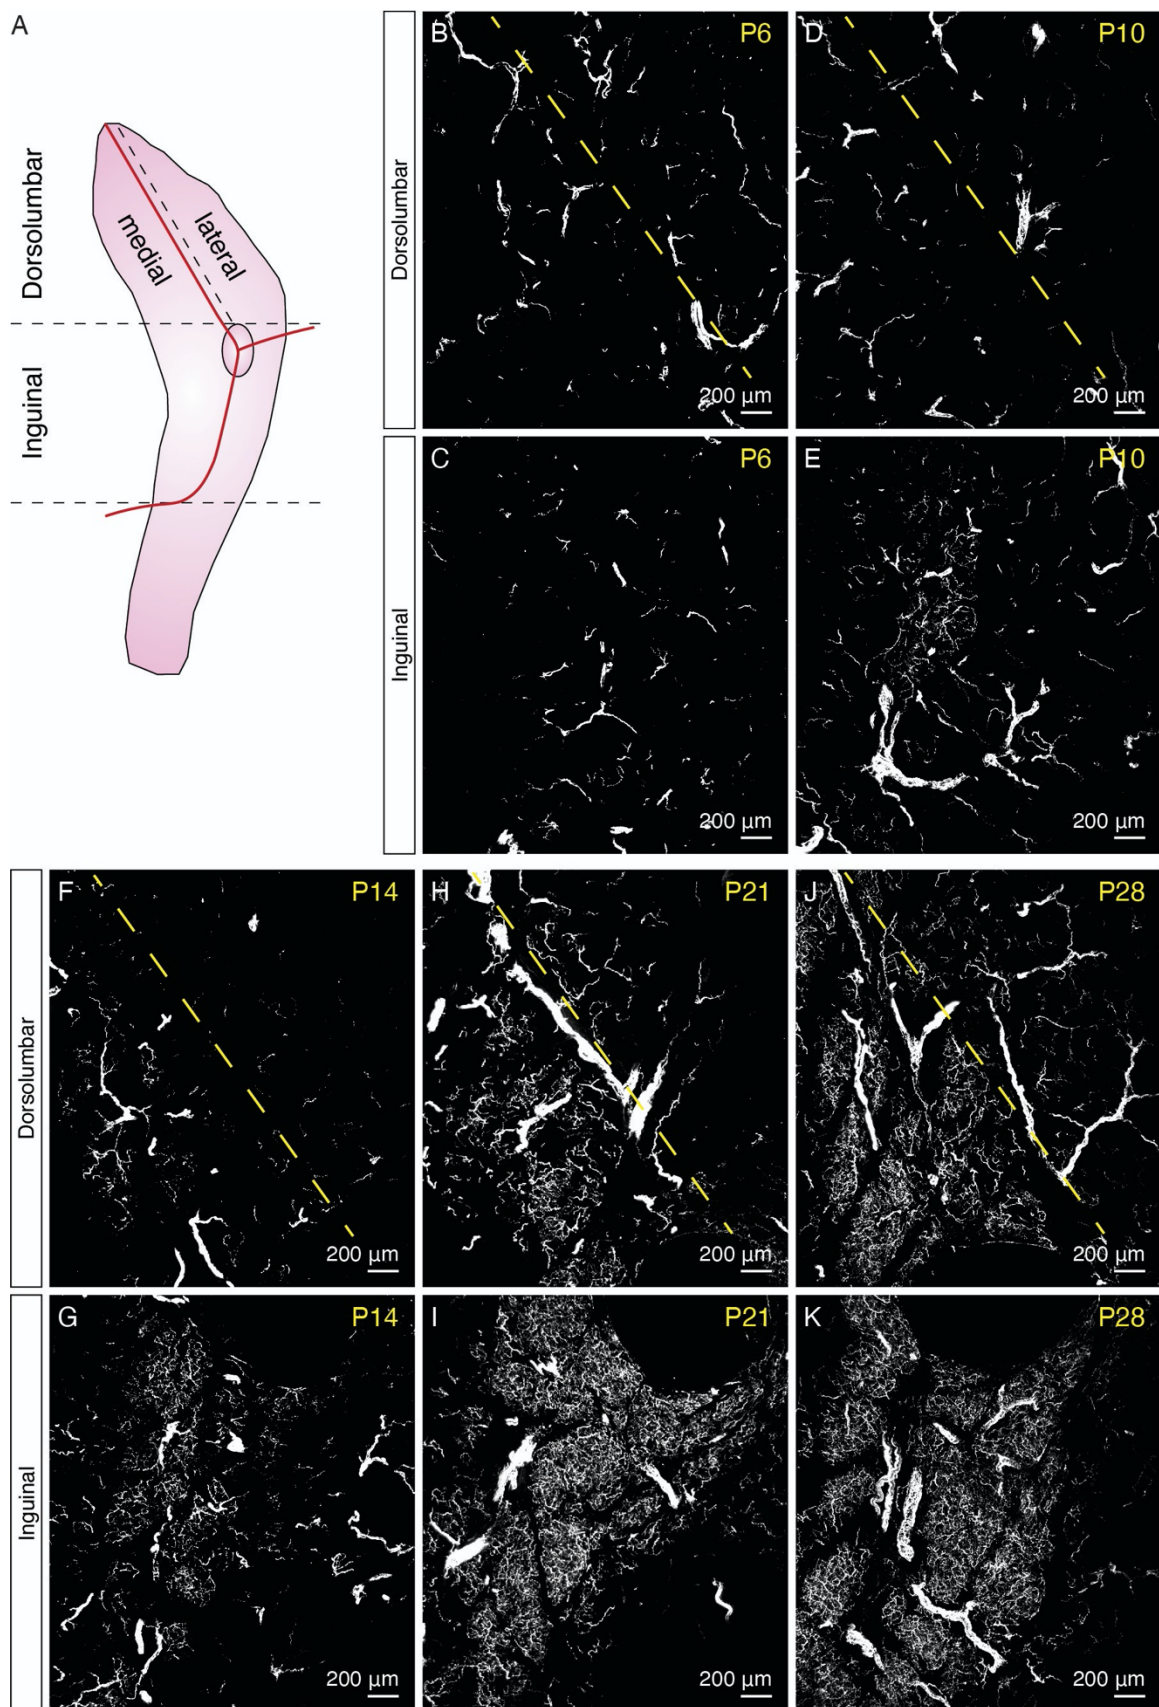 A
Dorsolumbar
medial
lateral
Inguinal
Dorsolumbar
B
P6
200 µm
D
P10
200 µm
Inguinal
C
P6
200 µm
E
P10
200 µm
Dorsolumbar
F
P14
200 µm
H
P21
200 µm
J
P28
200 µm
Inguinal
G
P14
200 µm
I
P21
200 µm
K
P28
200 µm